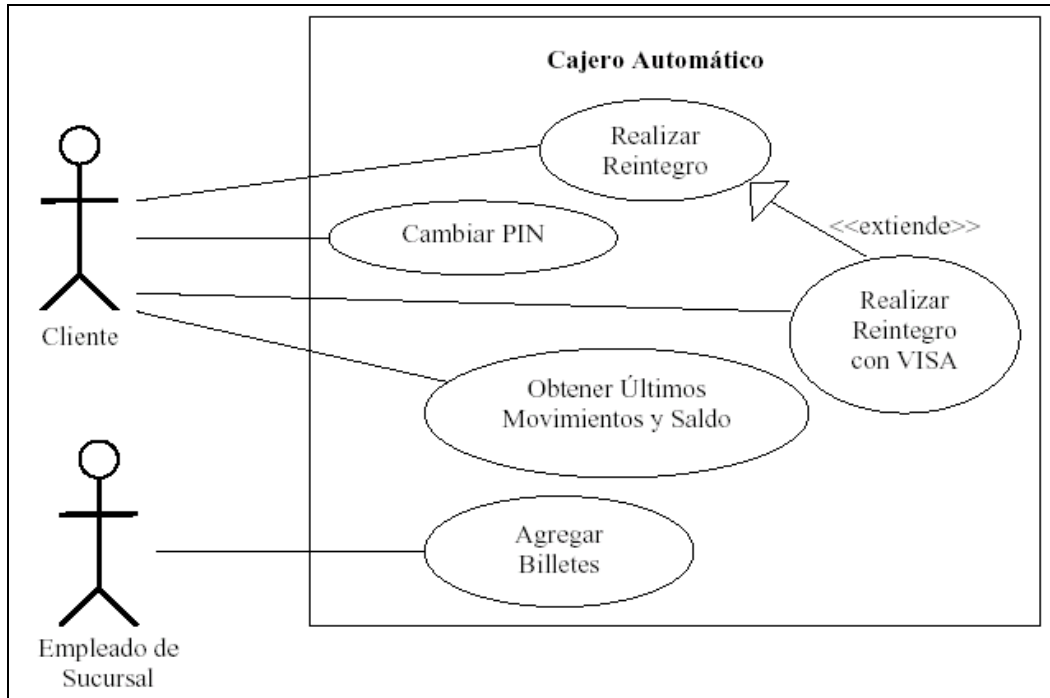 Cajero Automático
Realizar
Reintegro
Cambiar PIN
<<extiende>>
Realizar
Reintegro
con VISA
Cliente
Obtener Últimos
Movimientos y Saldo
Agregar
Billetes
Empleado de
Sucursal